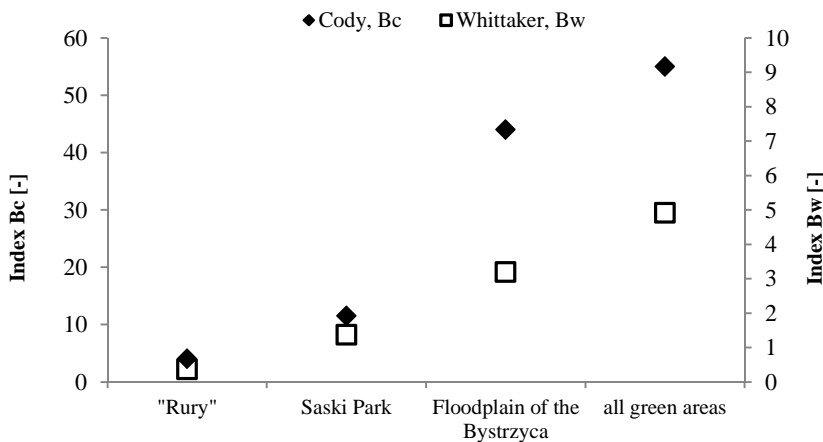 Cody, Bc
Whittaker, Bw
60
50
40
30
20
10
0
Index Bc [-]
10
9
8
7
6
5
4
3
2
1
0
Index Bw [-]
"Rury"
Saski Park
Floodplain of the
Bystrzyca
all green areas